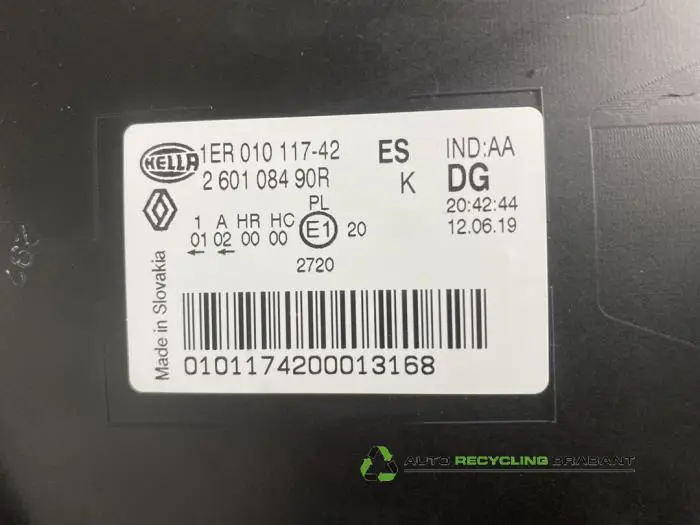 HELLA 1ER 010 117-42 ES IND:AA
2 601 084 90R K DG
PL 20:42:44
1 A HR HC E1 20 12.06.19
01 02 00 00
2720
Made in Slovakia
01011742000013168
AUTO RECYCLING BRABANT